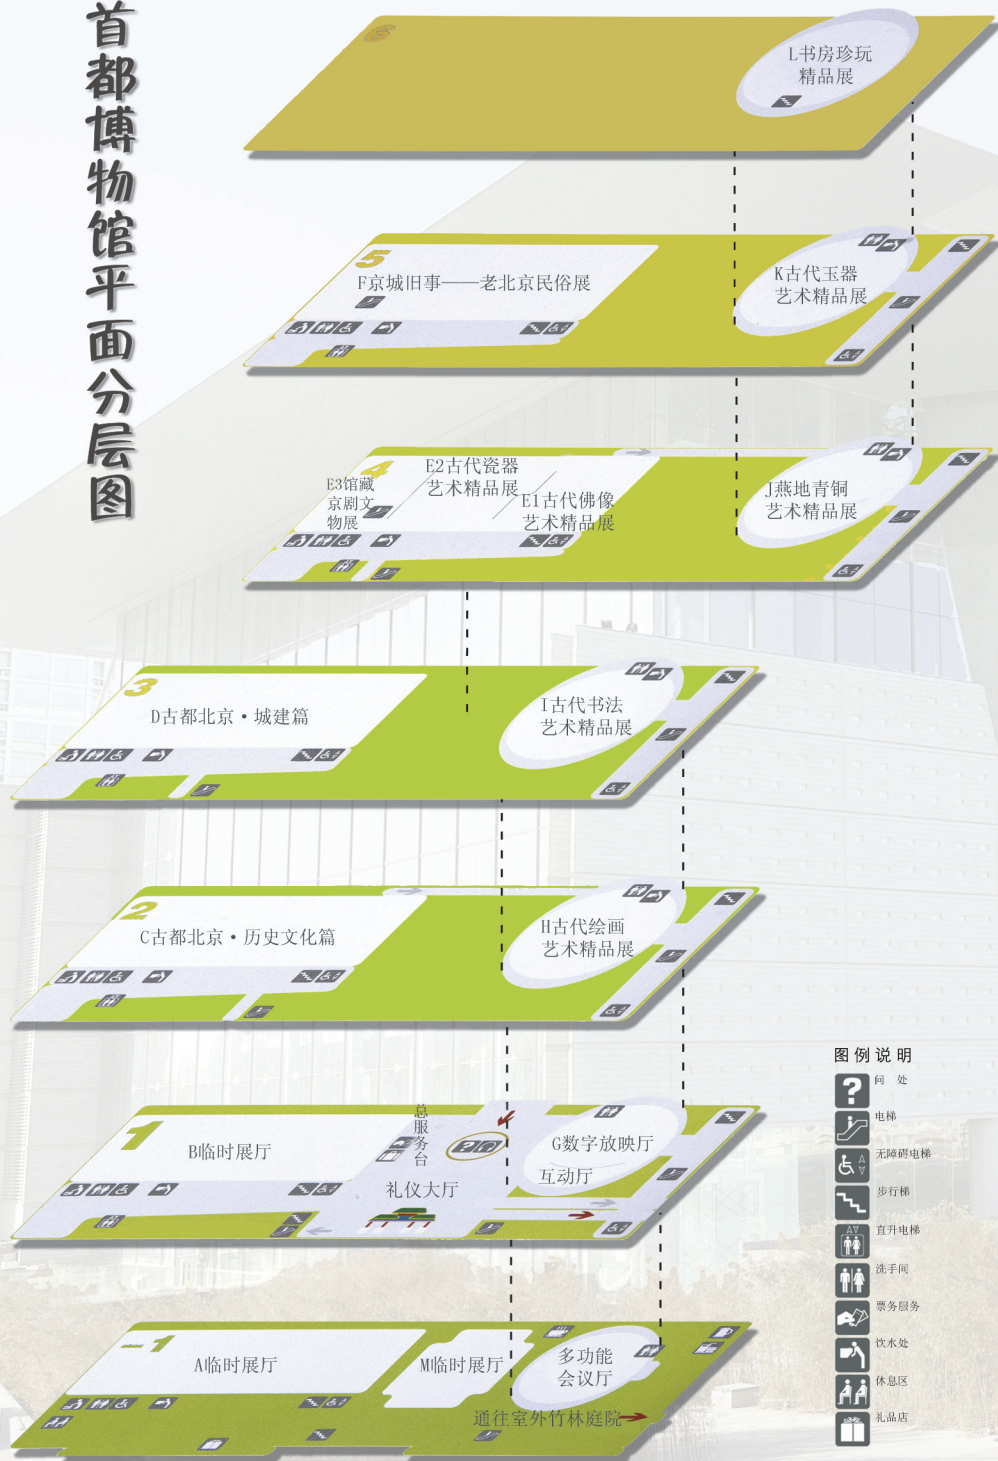 首都博物馆平面分层图
6
L书房珍玩
精品展
5
F京城旧事——老北京民俗展
K古代玉器
艺术精品展
4
E3馆藏
京剧文
物展
E2古代瓷器
艺术精品展
E1古代佛像
艺术精品展
J燕地青铜
艺术精品展
3
D古都北京·城建篇
I古代书法
艺术精品展
2
C古都北京·历史文化篇
H古代绘画
艺术精品展
1
B临时展厅
总服务台
礼仪大厅
?
G数字放映厅
互动厅
-1
A临时展厅
M临时展厅
多功能
会议厅
通往室外竹林庭院
图例说明
?
问 处
电梯
无障碍电梯
步行梯
直升电梯
洗手间
票务服务
饮水处
休息区
礼品店